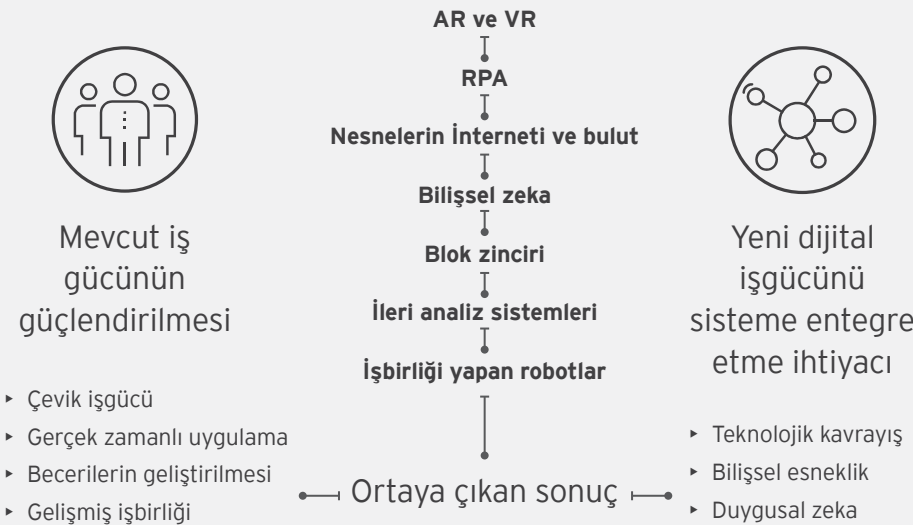 AR ve VR
RPA
Nesnelerin İnterneti ve bulut
Bilişsel zeka
Blok zinciri
İleri analiz sistemleri
İşbirliği yapan robotlar
Ortaya çıkan sonuç
Mevcut iş
gücünün
güçlendirilmesi
▸ Çevik işgücü
▸ Gerçek zamanlı uygulama
▸ Becerilerin geliştirilmesi
▸ Gelişmiş işbirliği
Yeni dijital
işgücünü
sisteme entegre
etme ihtiyacı
▸ Teknolojik kavrayış
▸ Bilişsel esneklik
▸ Duygusal zeka